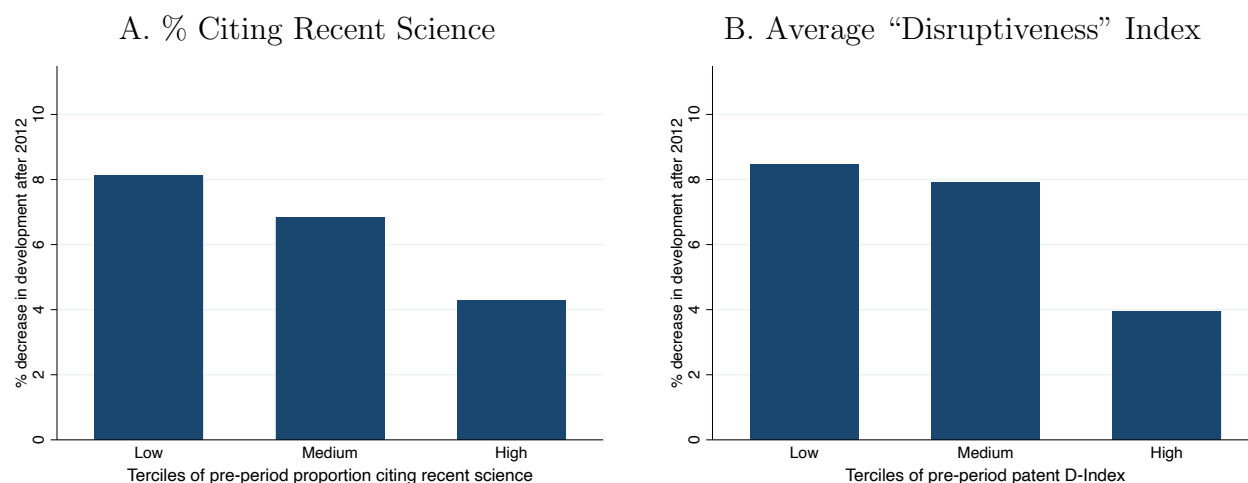 A. % Citing Recent Science
% decrease in development after 2012
0 2 4 6 8 10
Low Medium High
Terciles of pre-period proportion citing recent science
B. Average “Disruptiveness” Index
% decrease in development after 2012
0 2 4 6 8 10
Low Medium High
Terciles of pre-period patent D-Index